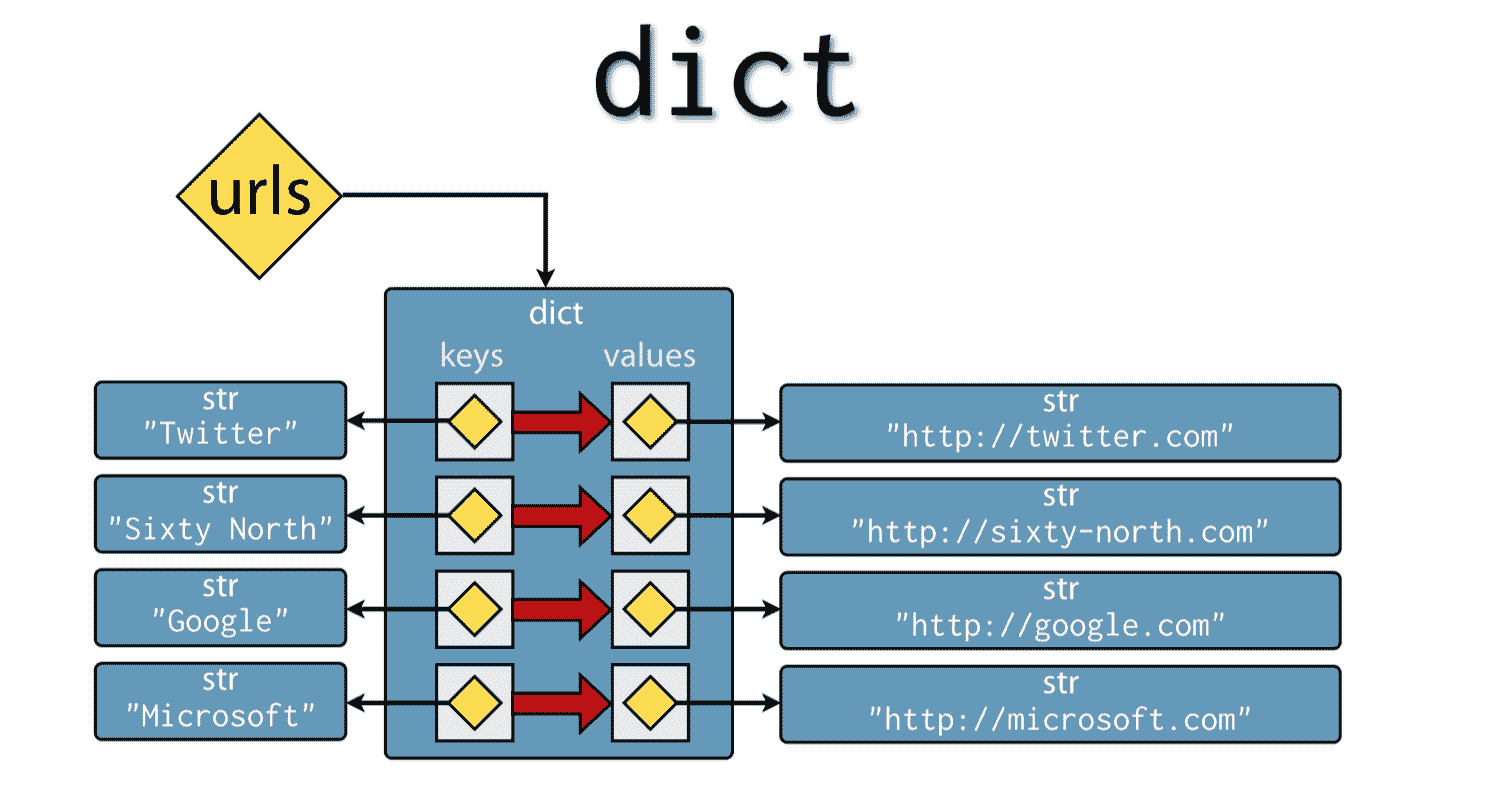 dict
urls
dict
keys values
str
"Twitter"
str
"http://twitter.com"
str
"Sixty North"
str
"http://sixty-north.com"
str
"Google"
str
"http://google.com"
str
"Microsoft"
str
"http://microsoft.com"